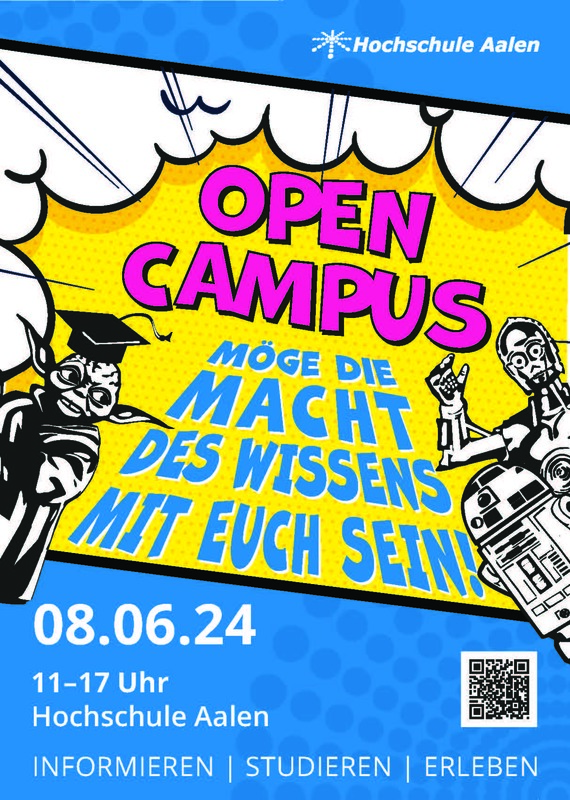 Hochschule Aalen
OPEN
CAMPUS
MÖGE DIE
MACHT
DES WISSENS
MIT EUCH SEIN!
08.06.24
11–17 Uhr
Hochschule Aalen
INFORMIEREN | STUDIEREN | ERLEBEN